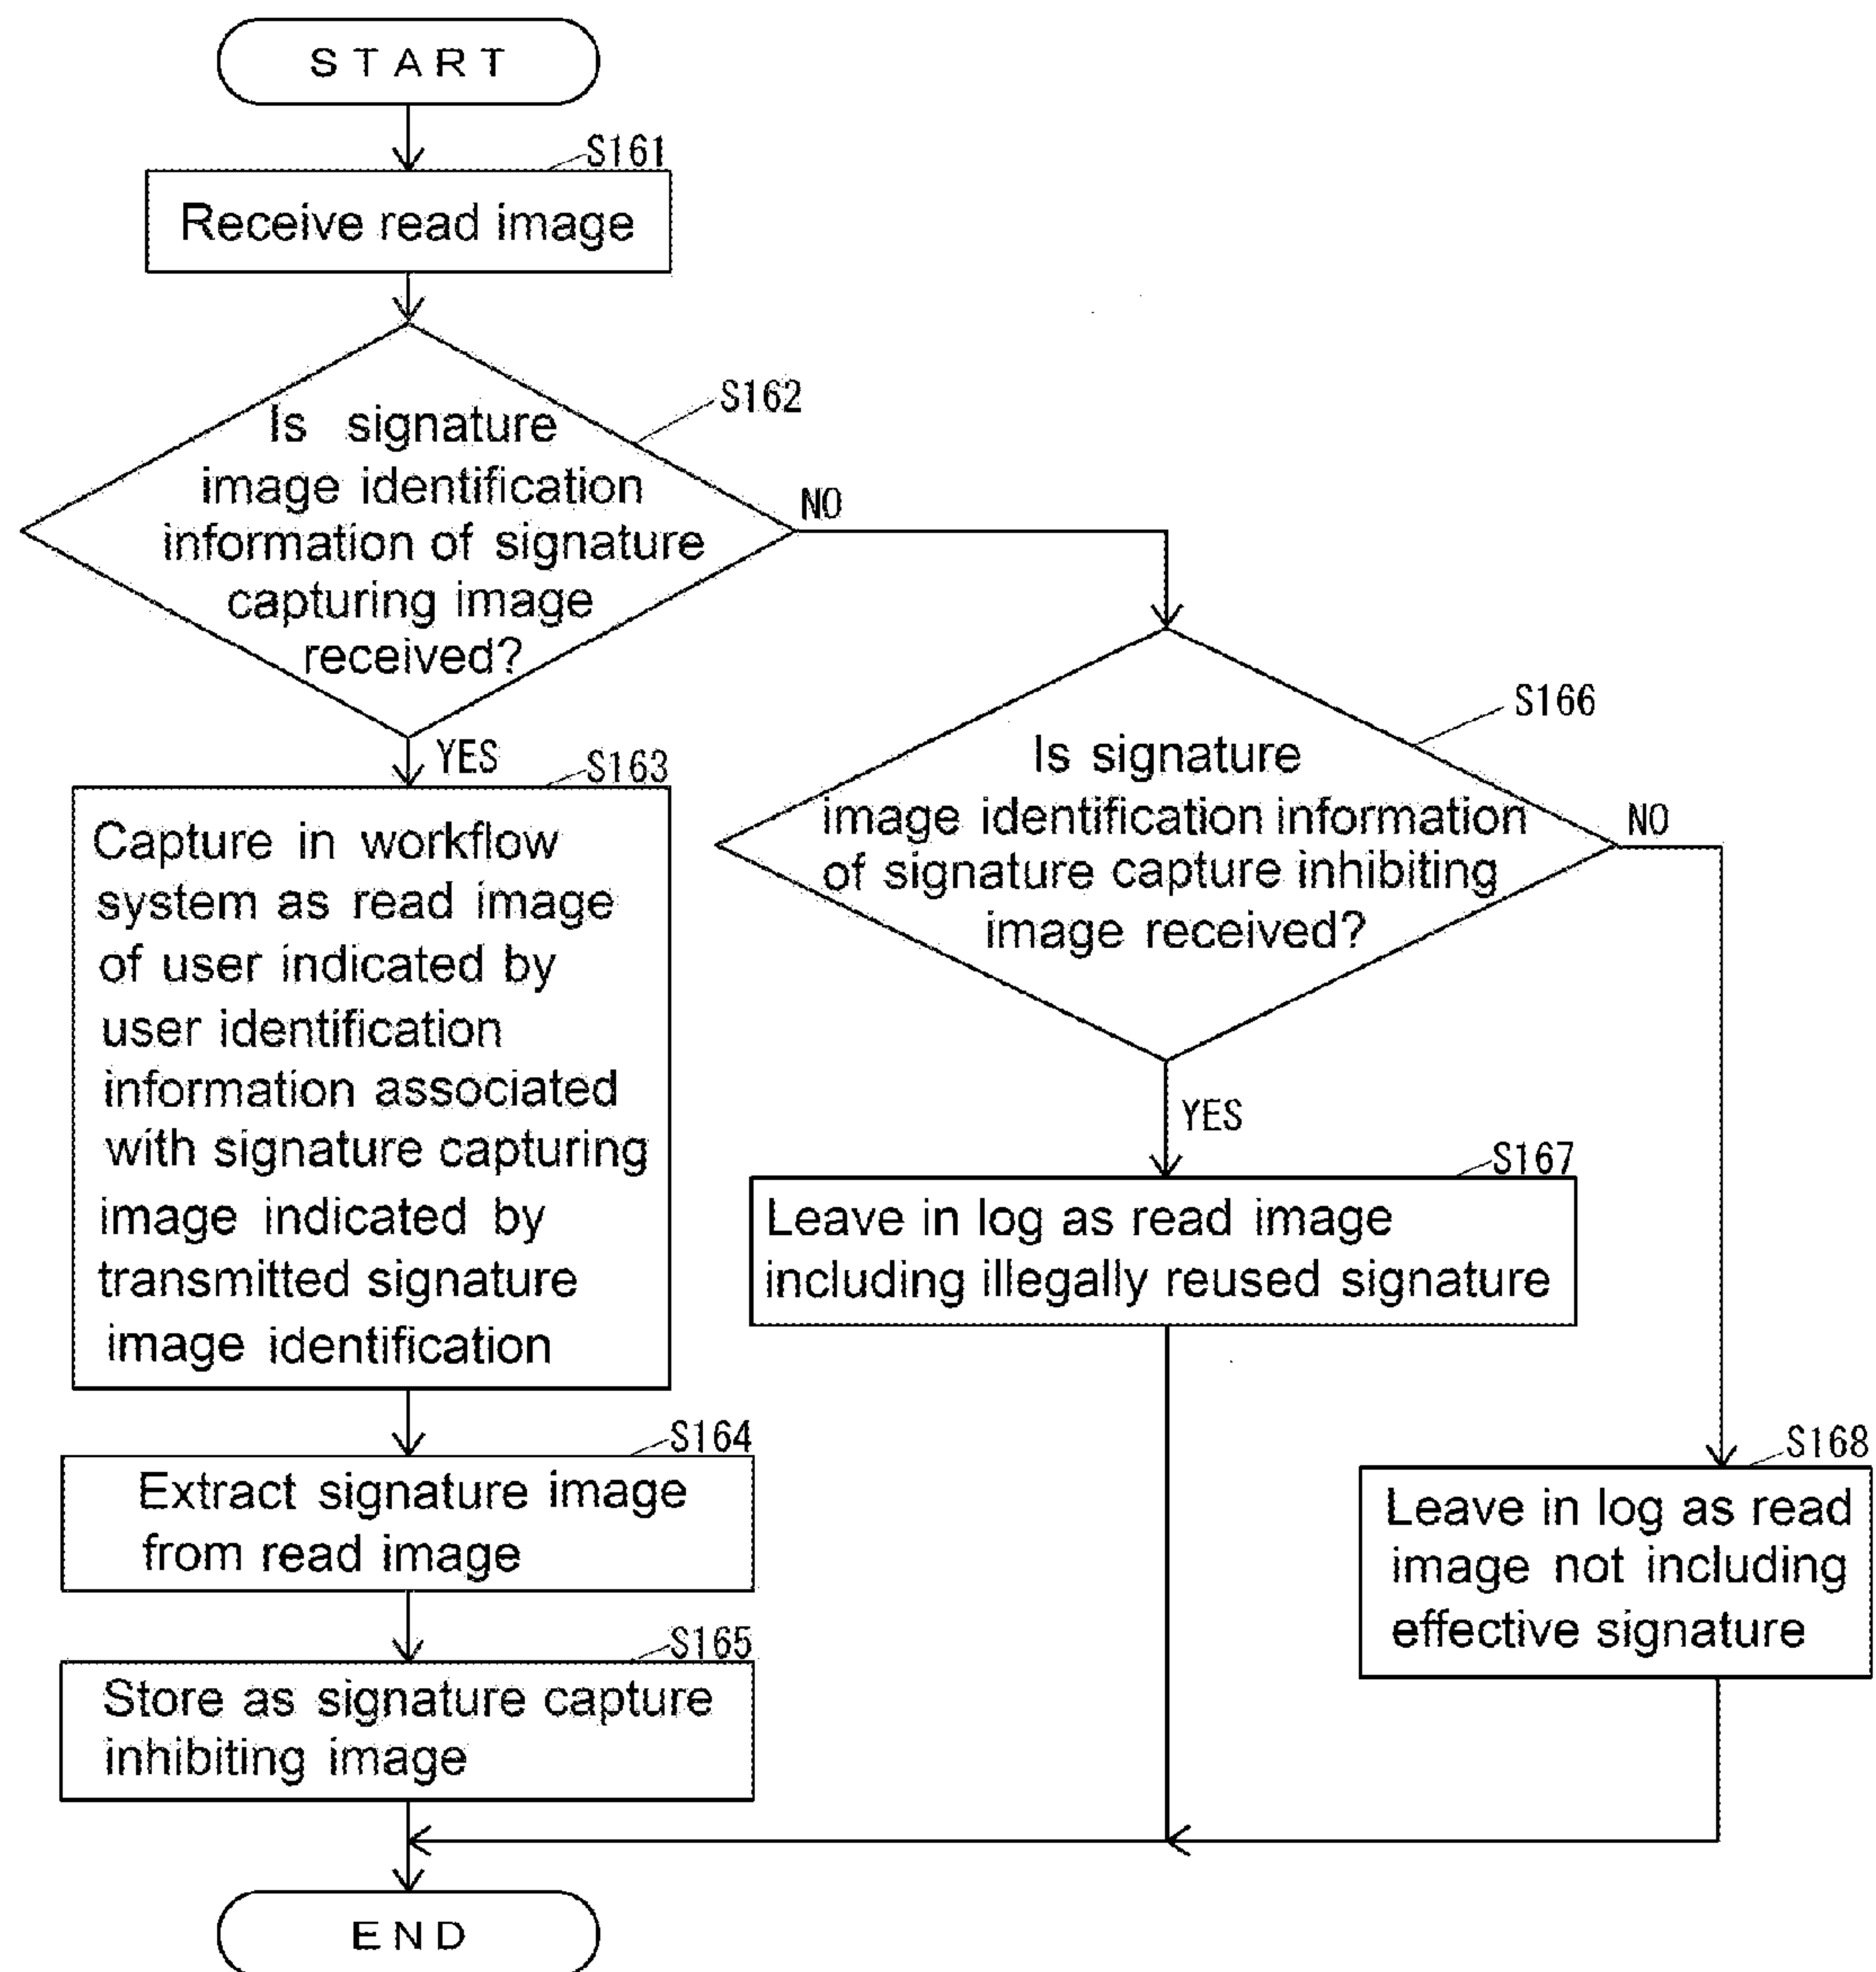 START
S161
Receive read image
S162
Is signature
image identification
information of signature
capturing image
received?
NO
YES
S163
Capture in workflow
system as read image
of user indicated by
user identification
information associated
with signature capturing
image indicated by
transmitted signature
image identification
S164
Extract signature image
from read image
S165
Store as signature capture
inhibiting image
S166
Is signature
image identification information
of signature capture inhibiting
image received?
NO
YES
S167
Leave in log as read image
including illegally reused signature
S168
Leave in log as read
image not including
effective signature
END